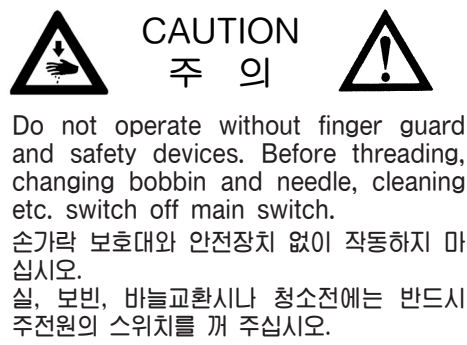 CAUTION
주 의
Do not operate without finger guard
and safety devices. Before threading,
changing bobbin and needle, cleaning
etc. switch off main switch.
손가락 보호대와 안전장치 없이 작동하지 마
십시오.
실, 보빈, 바늘교환시나 청소전에는 반드시
주전원의 스위치를 꺼 주십시오.